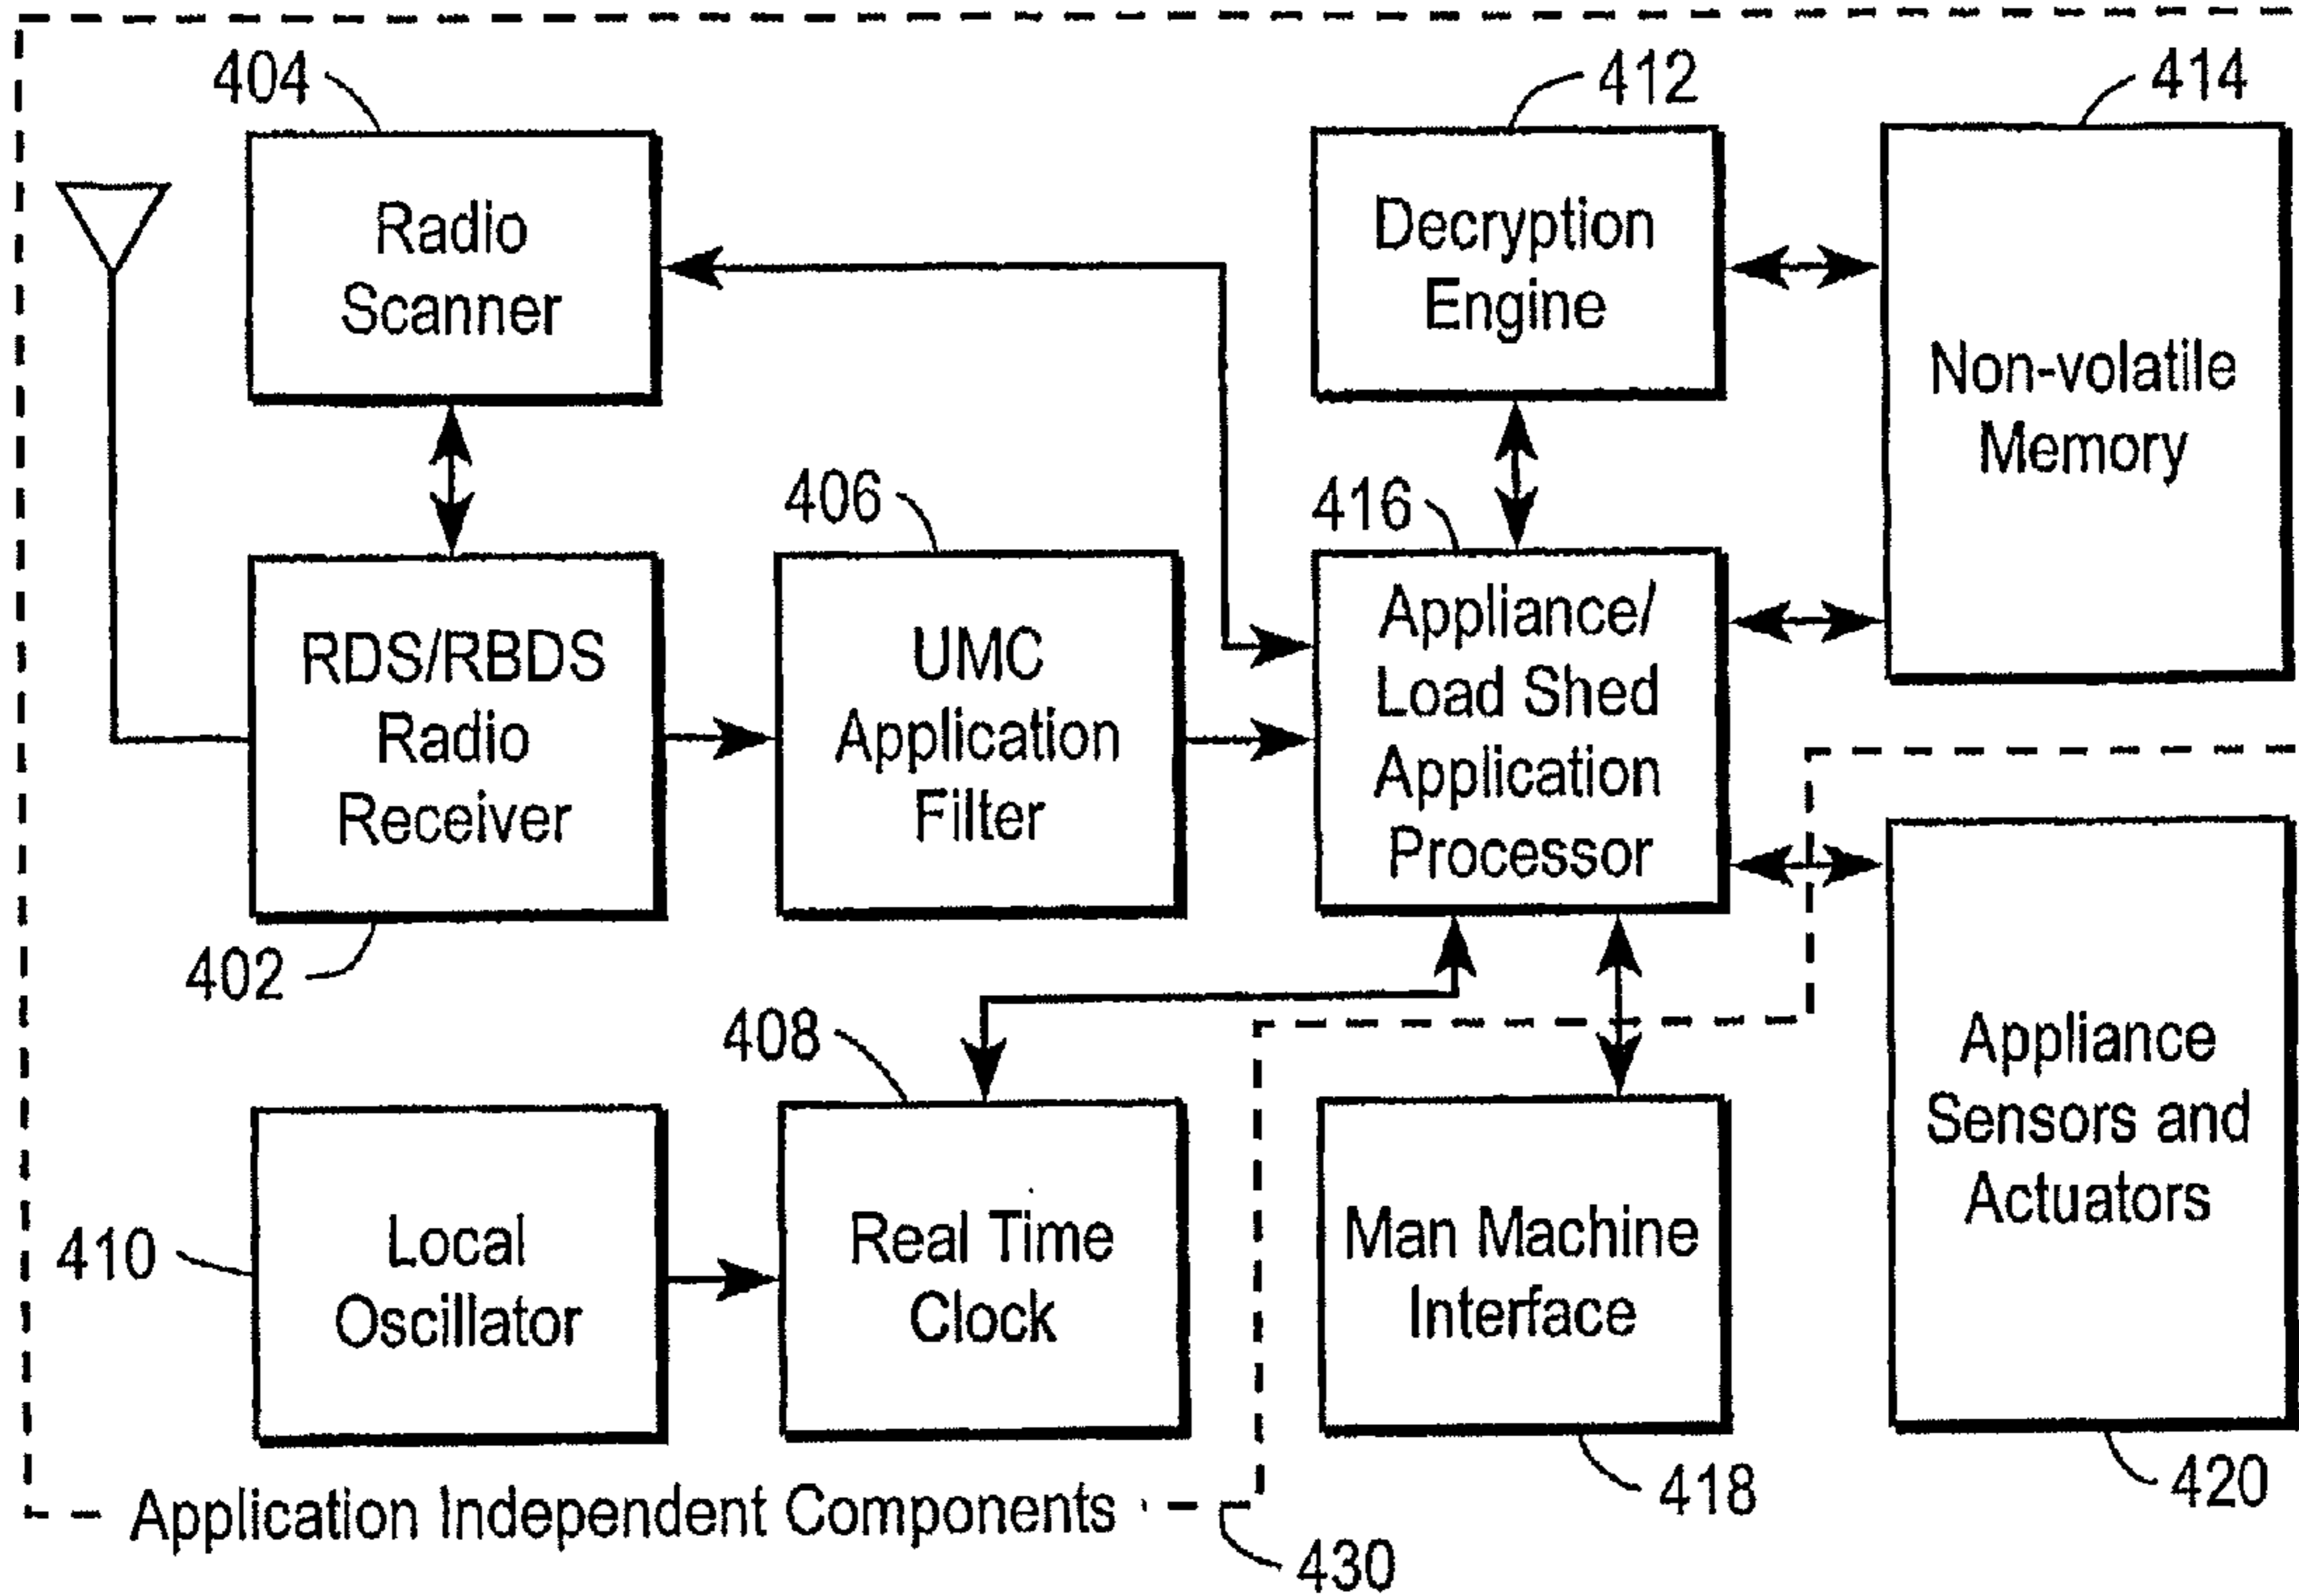 404
412
414
Radio
Scanner
Decryption
Engine
Non-volatile
Memory
406
416
RDS/RBDS
Radio
Receiver
UMC
Application
Filter
Appliance/
Load Shed
Application
Processor
402
408
Appliance
Sensors and
Actuators
410
Local
Oscillator
Real Time
Clock
Man Machine
Interface
418
420
Application Independent Components
430